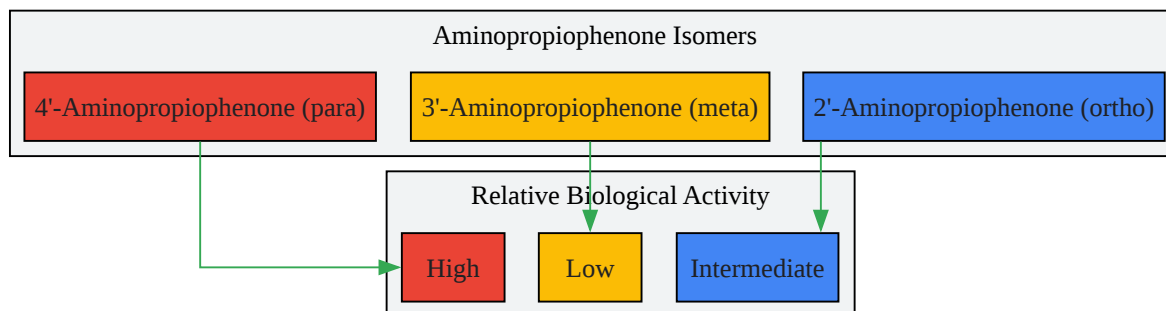 Aminopropiophenone Isomers
4'-Aminopropiophenone (para)
3'-Aminopropiophenone (meta)
2'-Aminopropiophenone (ortho)
Relative Biological Activity
High
Low
Intermediate